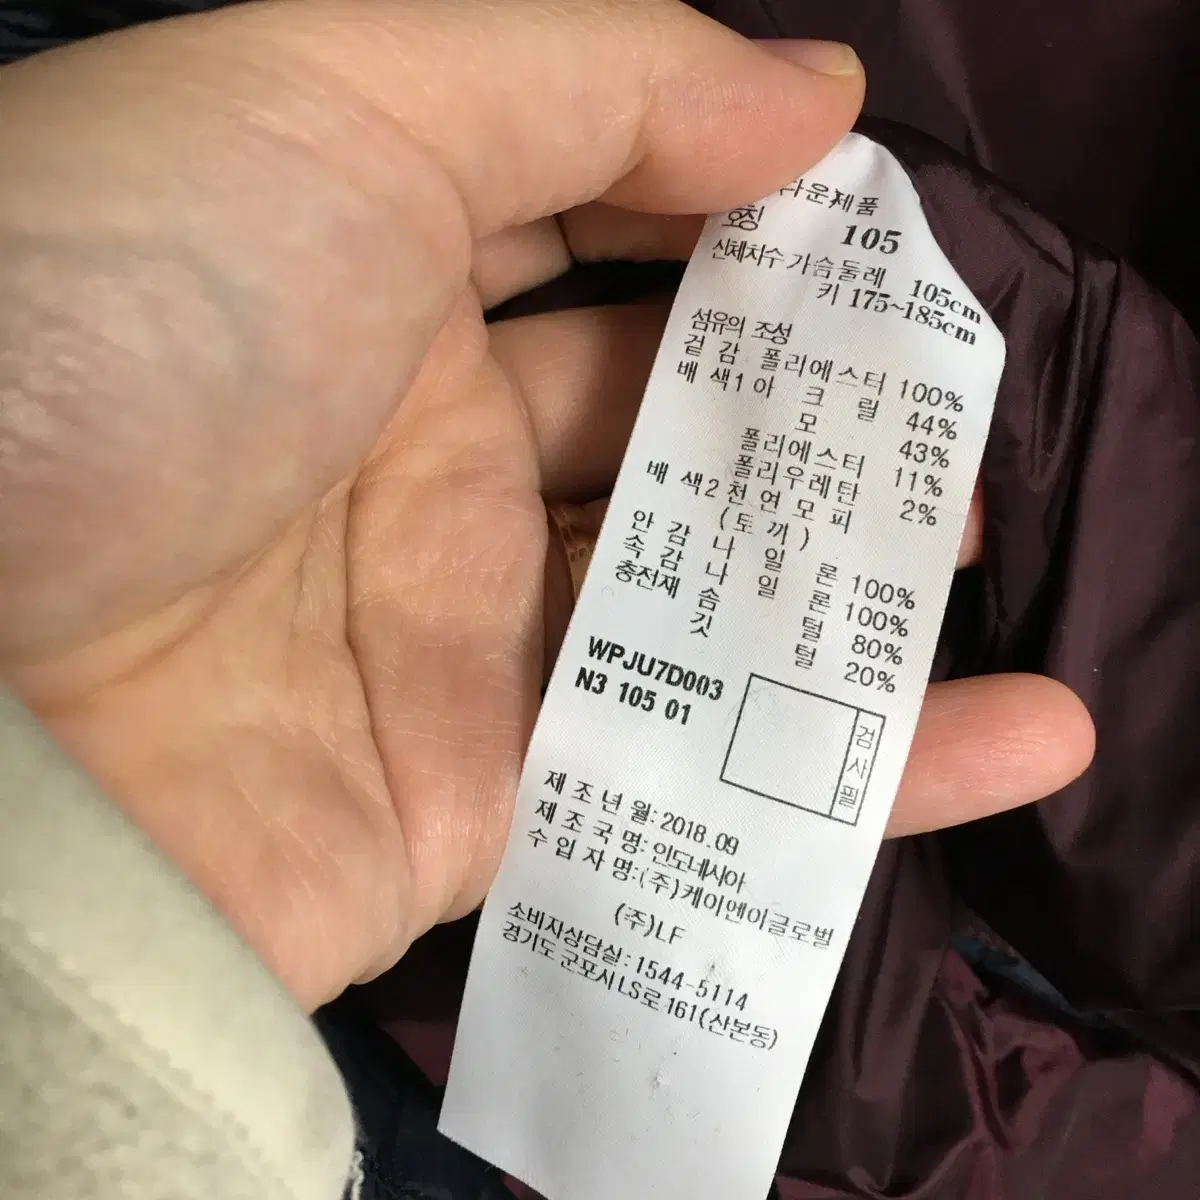 다운제품
호칭 105
신체치수 가슴둘레 105cm
키 175~185cm
섬유의 조성
겉 감 폴리에스터 100%
배 색1 아 크 릴 44%
모 43%
폴리에스터 11%
폴리우레탄 2%
배 색2 천 연 모 피
(토 끼)
안 감 나 일 론 100%
속 감 나 일 론 100%
충전재 솜 털 80%
깃 털 20%
WPJU7D003
N3 105 01
검사필
제 조 년 월:2018.09
제 조 국 명:인도네시아
수 입 자 명:(주)케이앤이글로벌
(주)LF
소비자상담실:1544-5114
경기도 군포시 LS로 161(산본동)